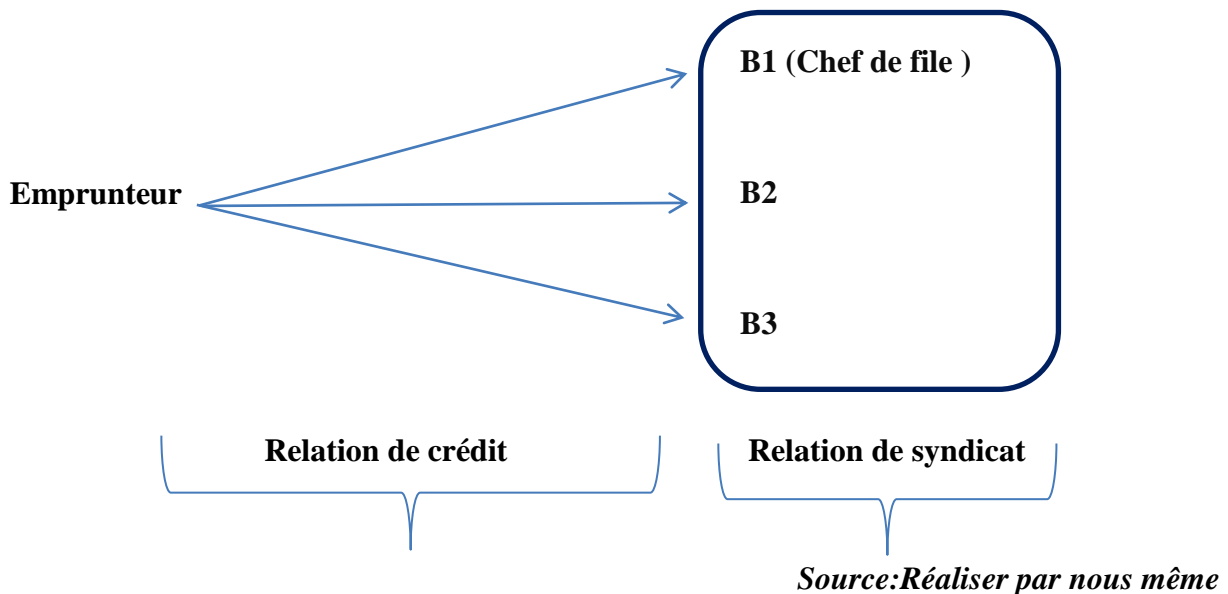 B1 (Chef de file )
Emprunteur
B2
B3
Relation de crédit
Relation de syndicat
Source:Réaliser par nous même